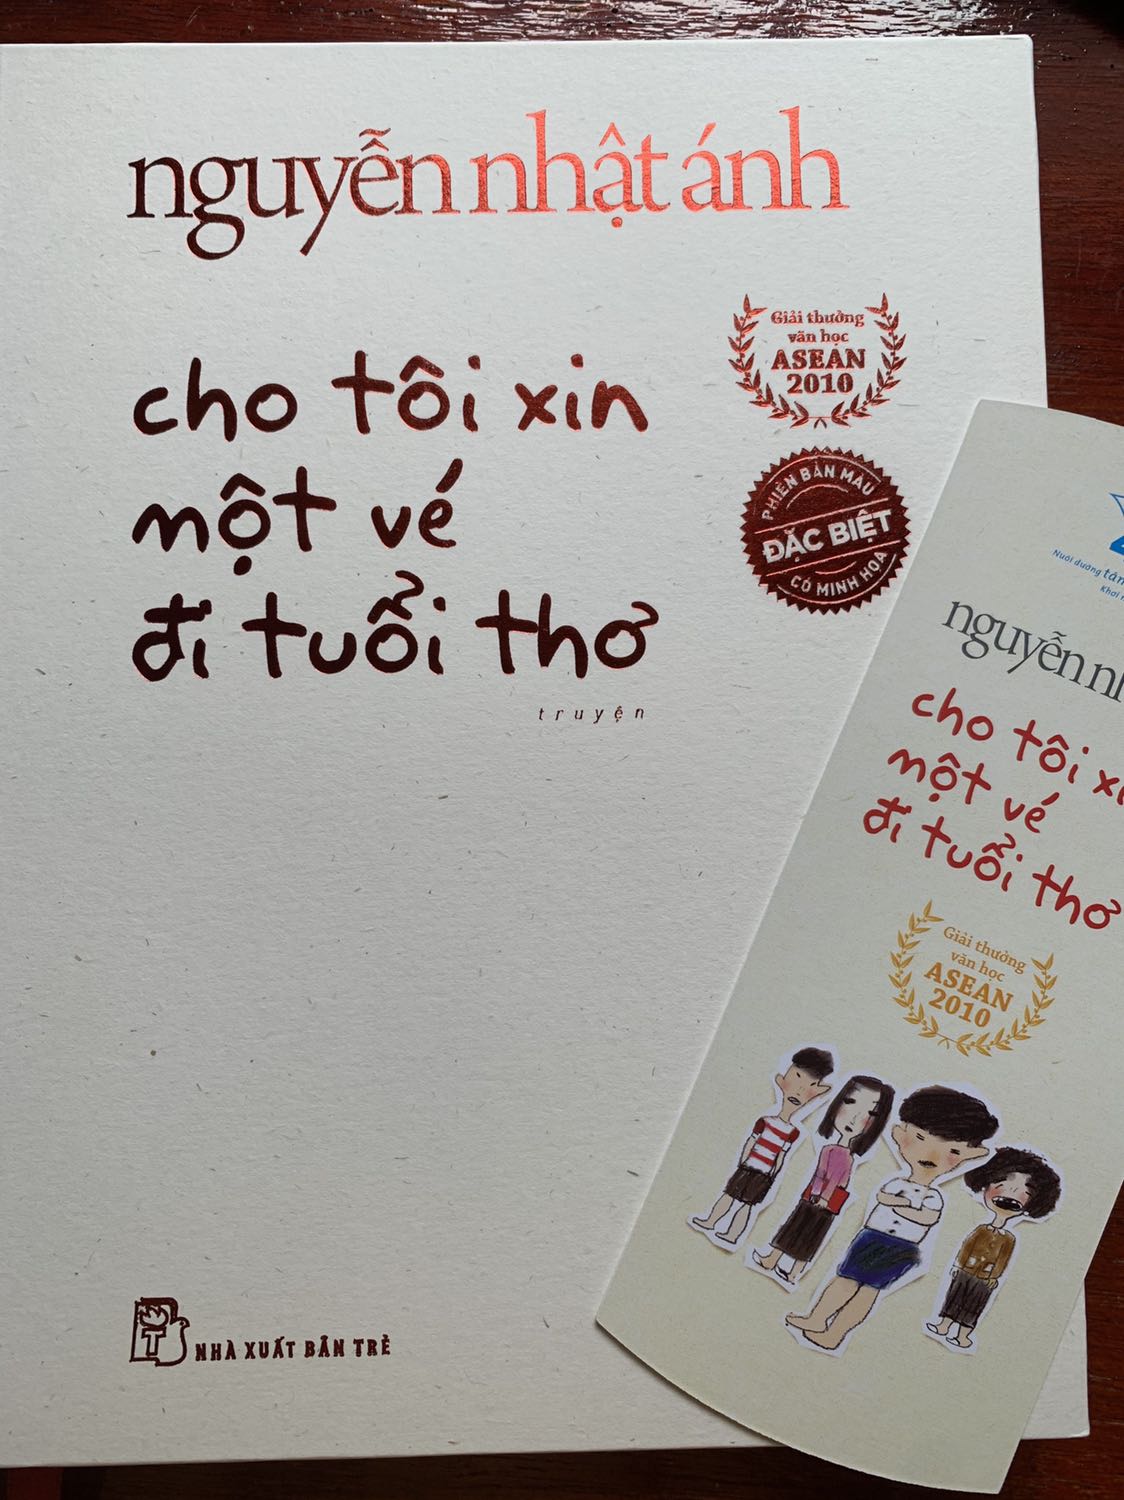 nguyễn nhật ánh
cho tôi xin
một vé
đi tuổi thơ
truyện
Giải thưởng
văn học
ASEAN
2010
PHIÊN BẢN MÀU
ĐẶC BIỆT
CÓ MINH HỌA
NHÀ XUẤT BẢN TRẺ
Nuôi dưỡng
Khơi
nguyễn
cho tôi
một vé
đi tuổi thơ
Giải thưởng
văn học
ASEAN
2010